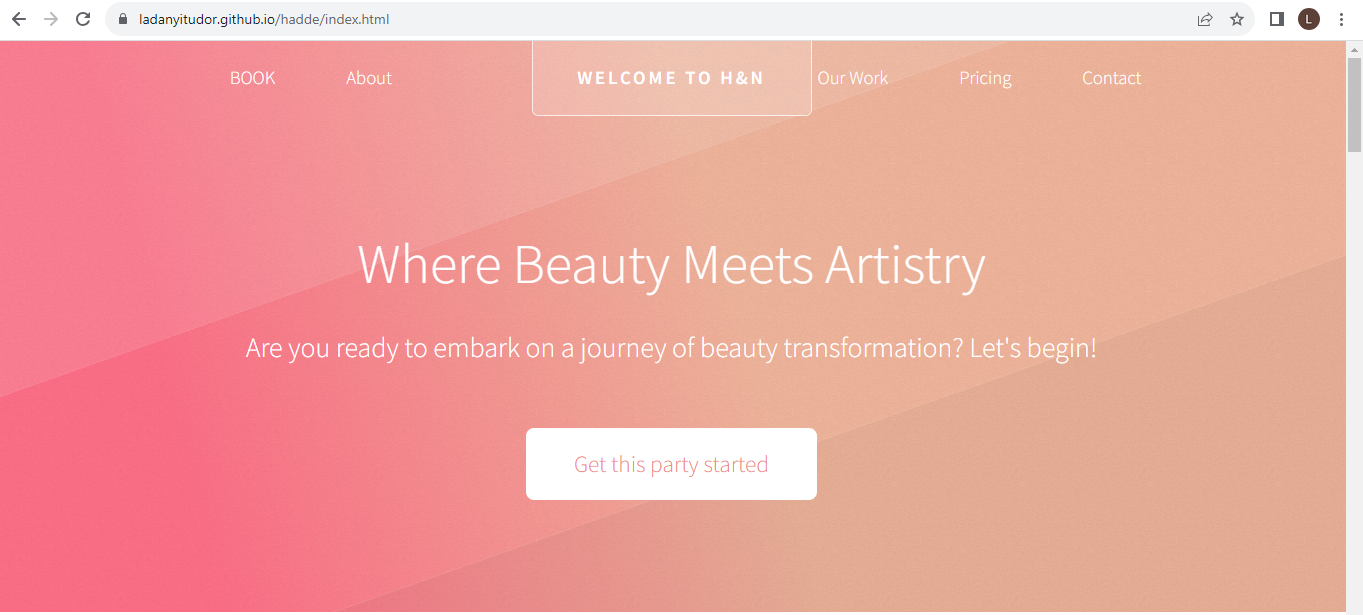 ladanyitudor.github.io/hadde/index.html
L
BOOK About WELCOME TO H&N Our Work Pricing Contact
Where Beauty Meets Artistry
Are you ready to embark on a journey of beauty transformation? Let's begin!
Get this party started